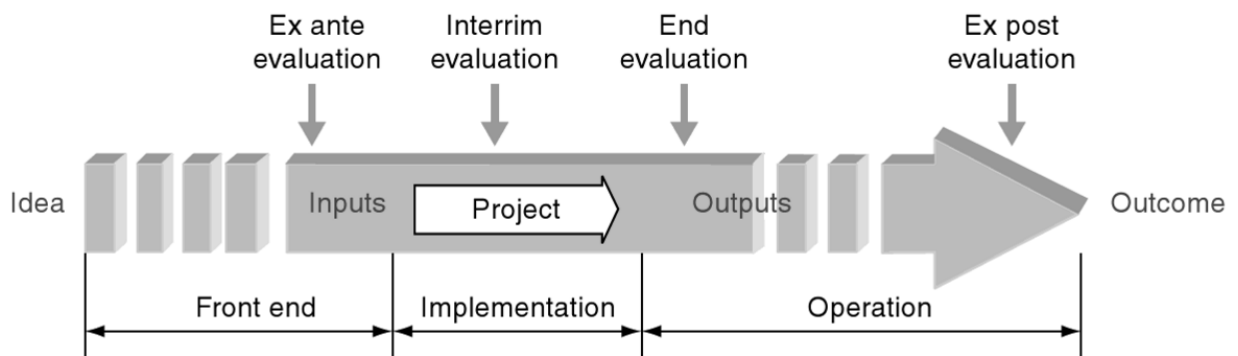 Ex ante
evaluation
Interrim
evaluation
End
evaluation
Ex post
evaluation
Idea
Inputs
Project
Outputs
Outcome
Front end
Implementation
Operation